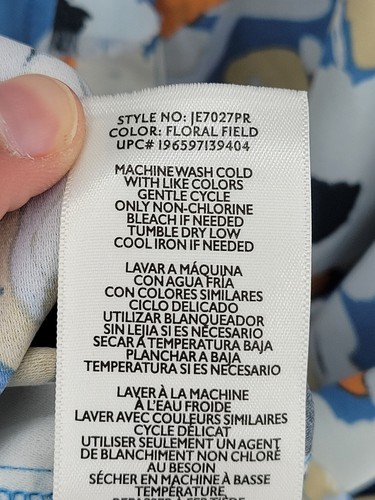 STYLE NO: JE7027PR
COLOR: FLORAL FIELD
UPC# 196597139404
MACHINE WASH COLD
WITH LIKE COLORS
GENTLE CYCLE
ONLY NON-CHLORINE
BLEACH IF NEEDED
TUMBLE DRY LOW
COOL IRON IF NEEDED
LAVAR A MÁQUINA
CON AGUA FRÍA
CON COLORES SIMILARES
CICLO DELICADO
UTILIZAR BLANQUEADOR
SIN LEJIA SI ES NECESARIO
SECAR A TEMPERATURA BAJA
PLANCHAR A BAJA
TEMPERATURA SI ES NECESARIO
LAVER À LA MACHINE
À L'EAU FROIDE
LAVER AVEC COULEURS SIMILAIRES
CYCLE DÉLICAT
UTILISER SEULEMENT UN AGENT
DE BLANCHIMENT NON CHLORÉ
AU BESOIN
SÉCHER EN MACHINE À BASSE
TEMPÉRATURE